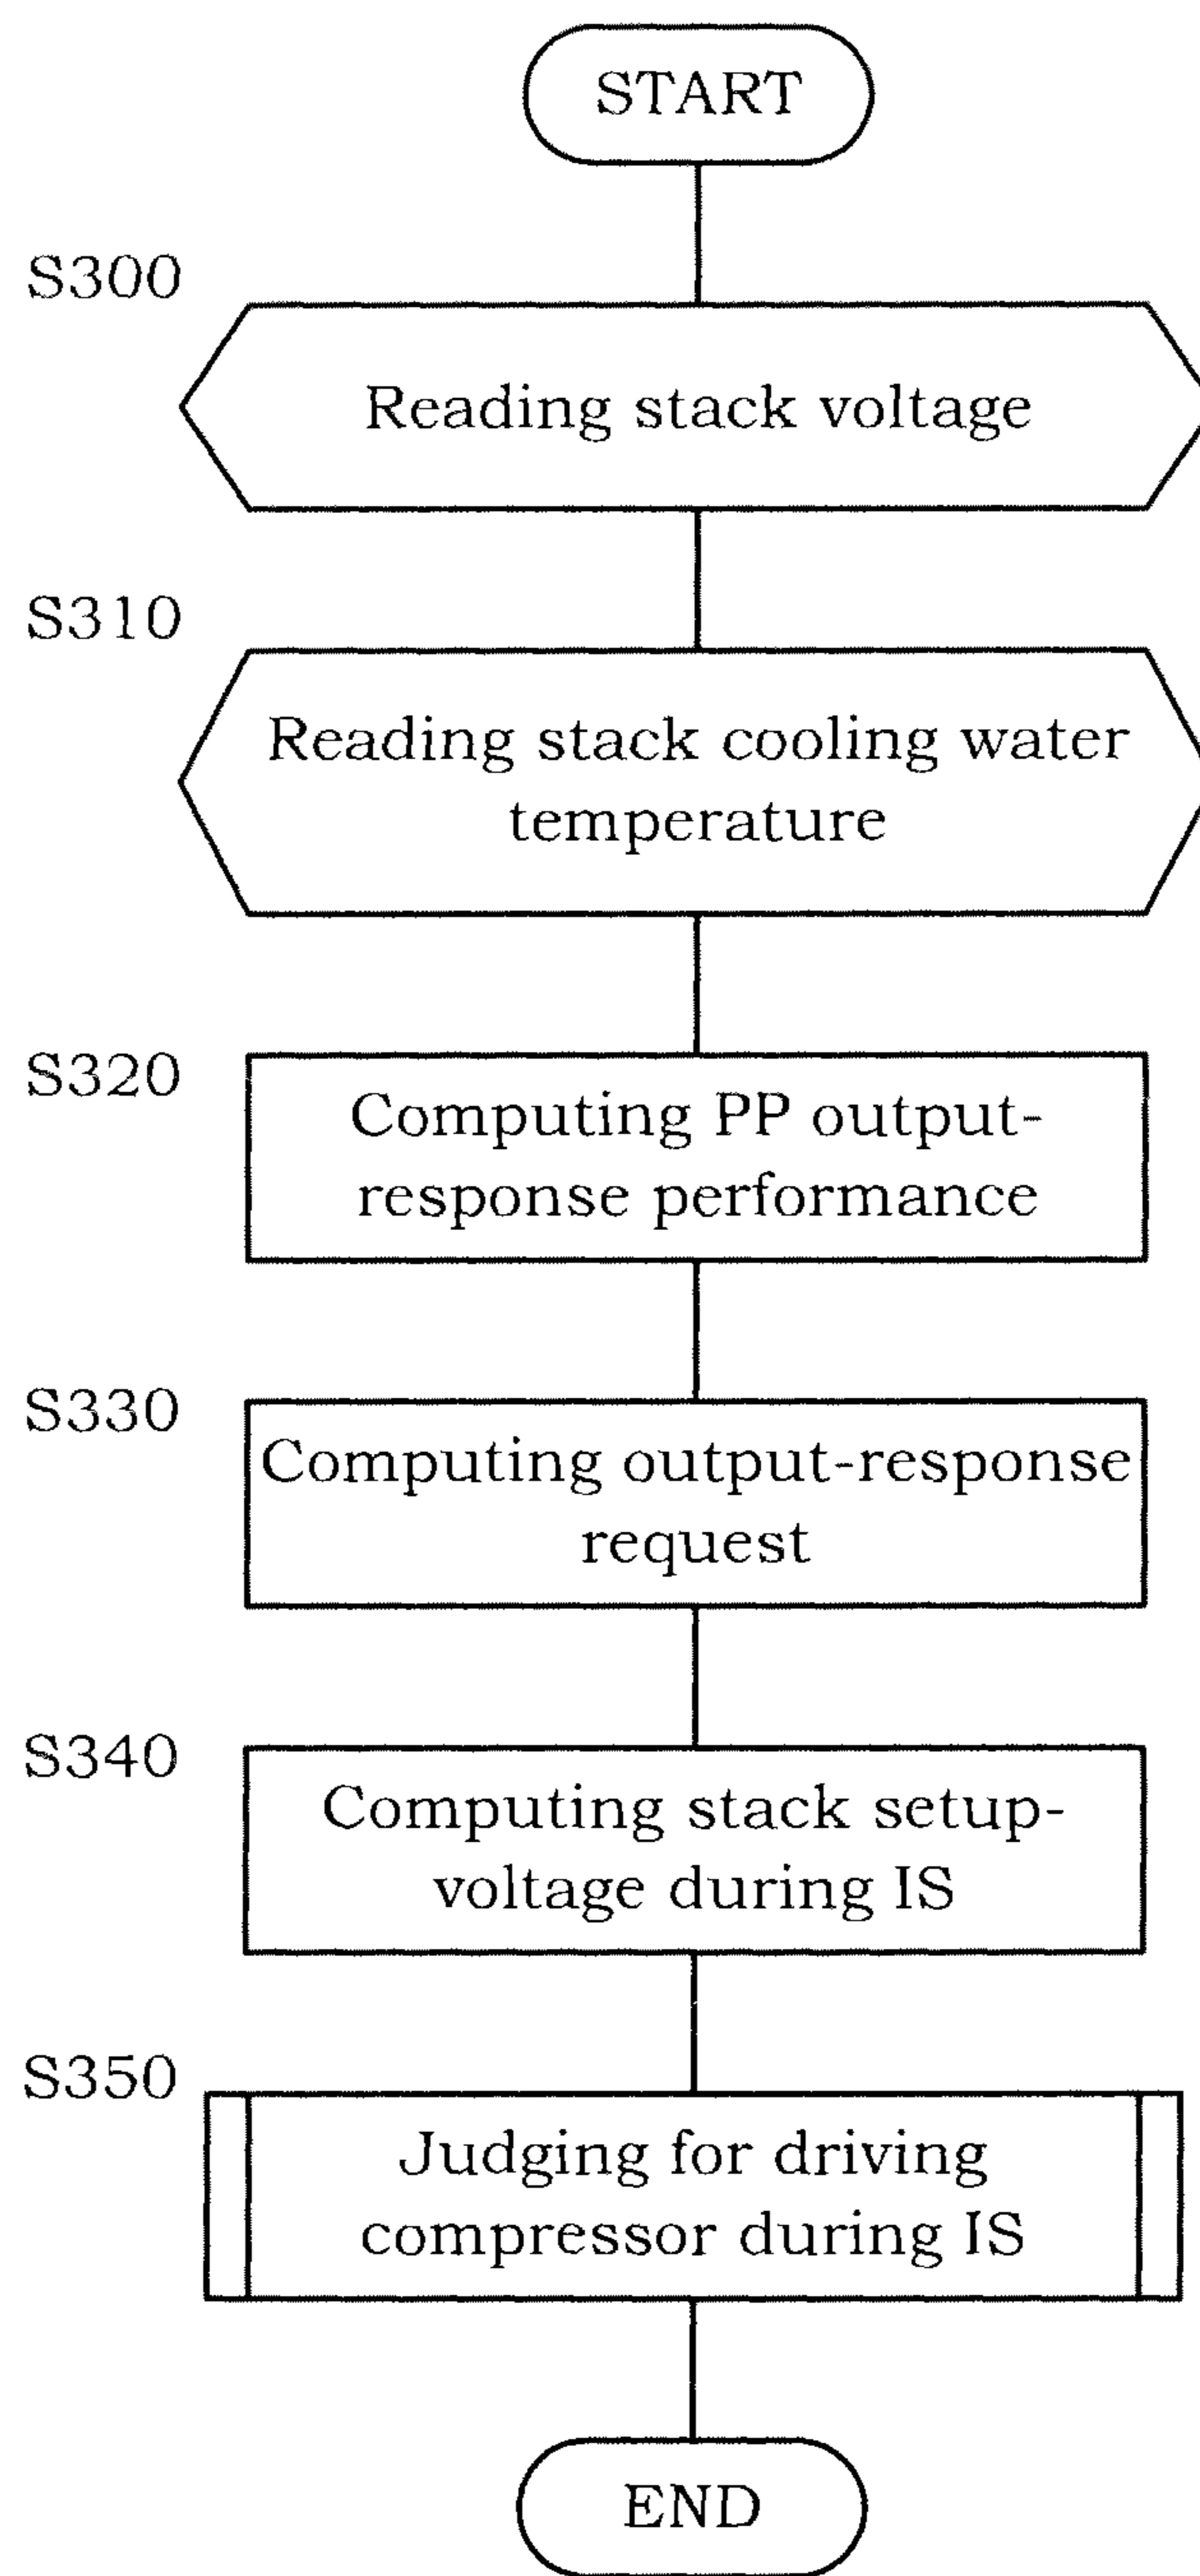 START
S300
Reading stack voltage
S310
Reading stack cooling water
temperature
S320
Computing PP output-
response performance
S330
Computing output-response
request
S340
Computing stack setup-
voltage during IS
S350
Judging for driving
compressor during IS
END